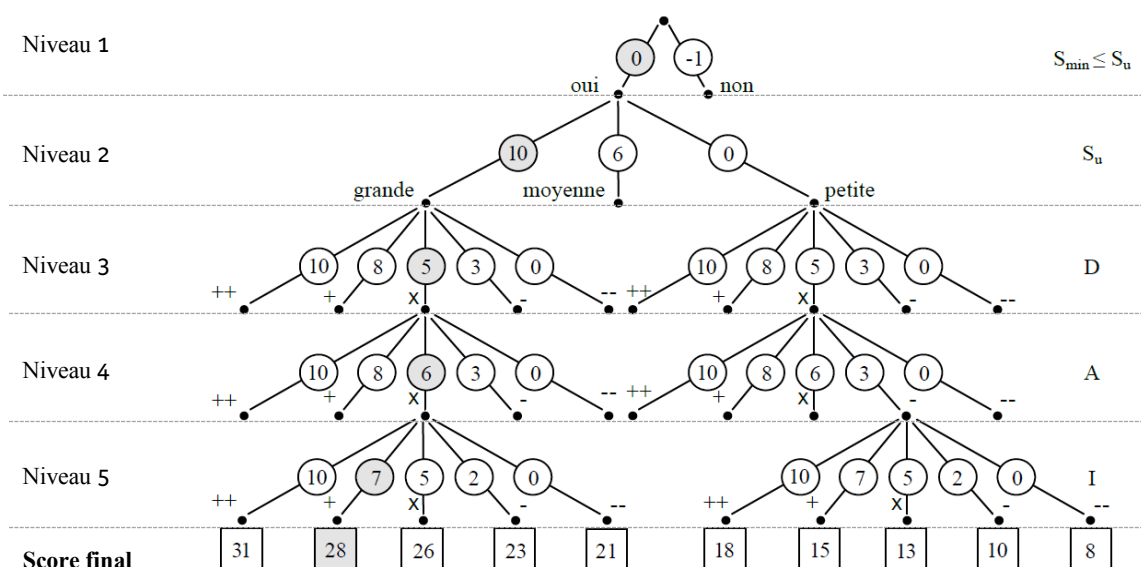 Niveau 1
0 -1
S_min ≤ S_u
oui non
Niveau 2
10 6 0
S_u
grande moyenne petite
Niveau 3
10 8 5 3 0 10 8 5 3 0
D
++ + x - -- ++ + x - --
Niveau 4
10 8 6 3 0 10 8 6 3 0
A
++ + x - -- ++ + x - --
Niveau 5
10 7 5 2 0 10 7 5 2 0
I
++ + x - -- ++ + x - --
Score final
31 28 26 23 21 18 15 13 10 8